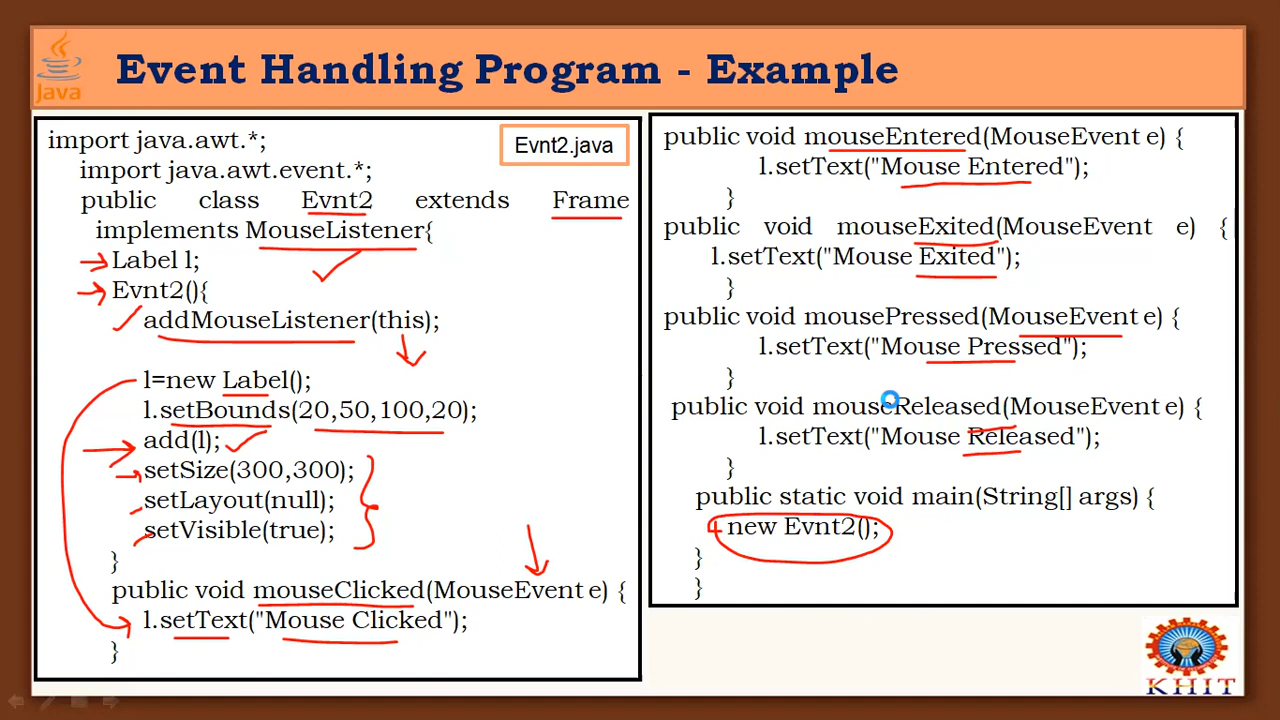 Java
Event Handling Program - Example
import java.awt.*;
Evnt2.java
import java.awt.event.*;
public class Evnt2 extends Frame
implements MouseListener{
Label l;
Evnt2(){
addMouseListener(this);
l=new Label();
l.setBounds(20,50,100,20);
add(l);
setSize(300,300);
setLayout(null);
setVisible(true);
}
public void mouseClicked(MouseEvent e) {
l.setText("Mouse Clicked");
}
public void mouseEntered(MouseEvent e) {
l.setText("Mouse Entered");
}
public void mouseExited(MouseEvent e) {
l.setText("Mouse Exited");
}
public void mousePressed(MouseEvent e) {
l.setText("Mouse Pressed");
}
public void mouseReleased(MouseEvent e) {
l.setText("Mouse Released");
}
public static void main(String[] args) {
new Evnt2();
}
}
KHIT